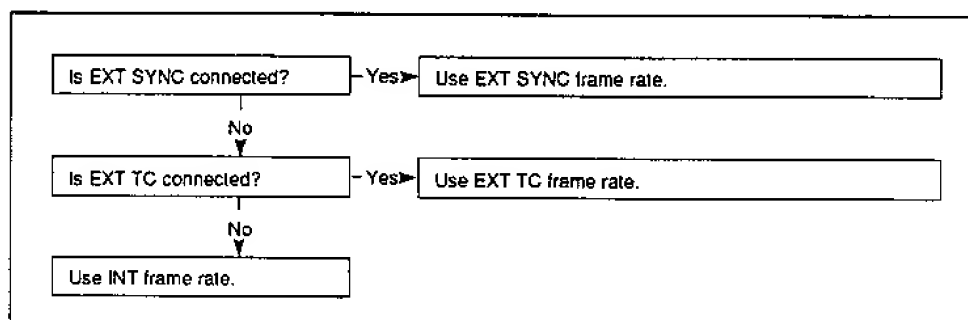 Is EXT SYNC connected?
Yes
Use EXT SYNC frame rate.
No
Is EXT TC connected?
Yes
Use EXT TC frame rate.
No
Use INT frame rate.